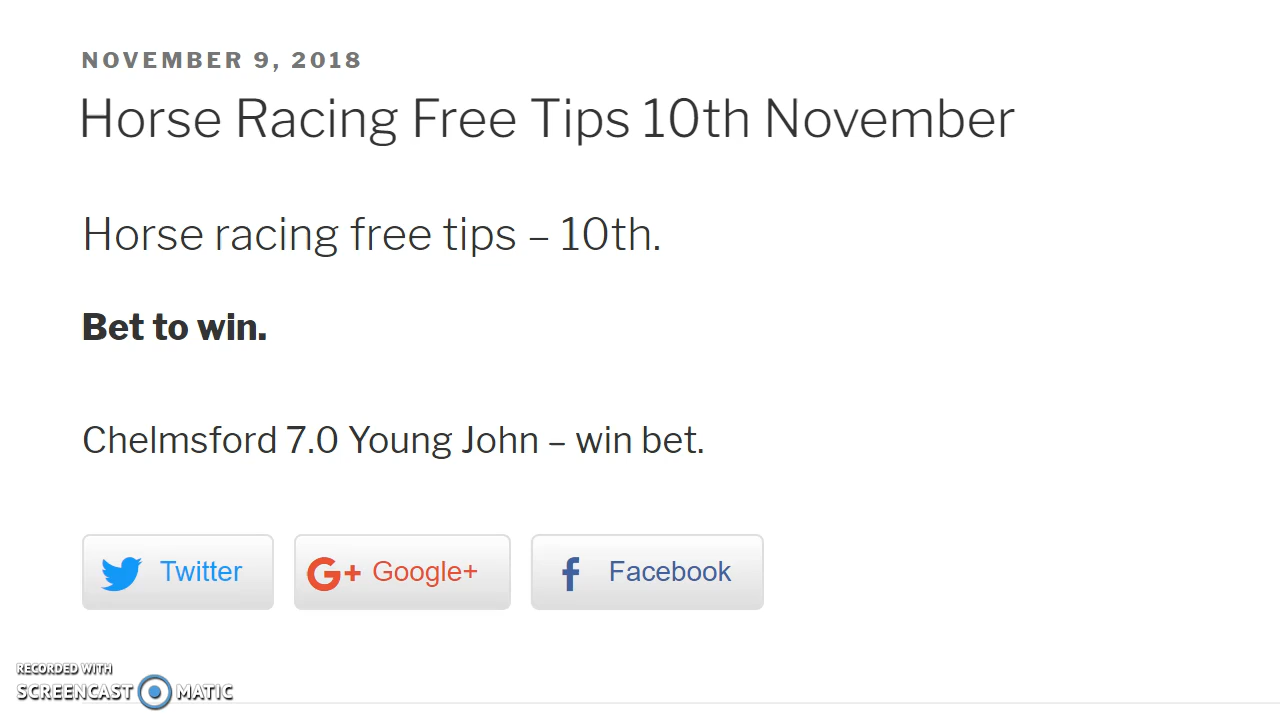 NOVEMBER 9, 2018
Horse Racing Free Tips 10th November
Horse racing free tips – 10th.
Bet to win.
Chelmsford 7.0 Young John – win bet.
Twitter G+ Google+ Facebook
RECORDED WITH
SCREENCAST MATIC